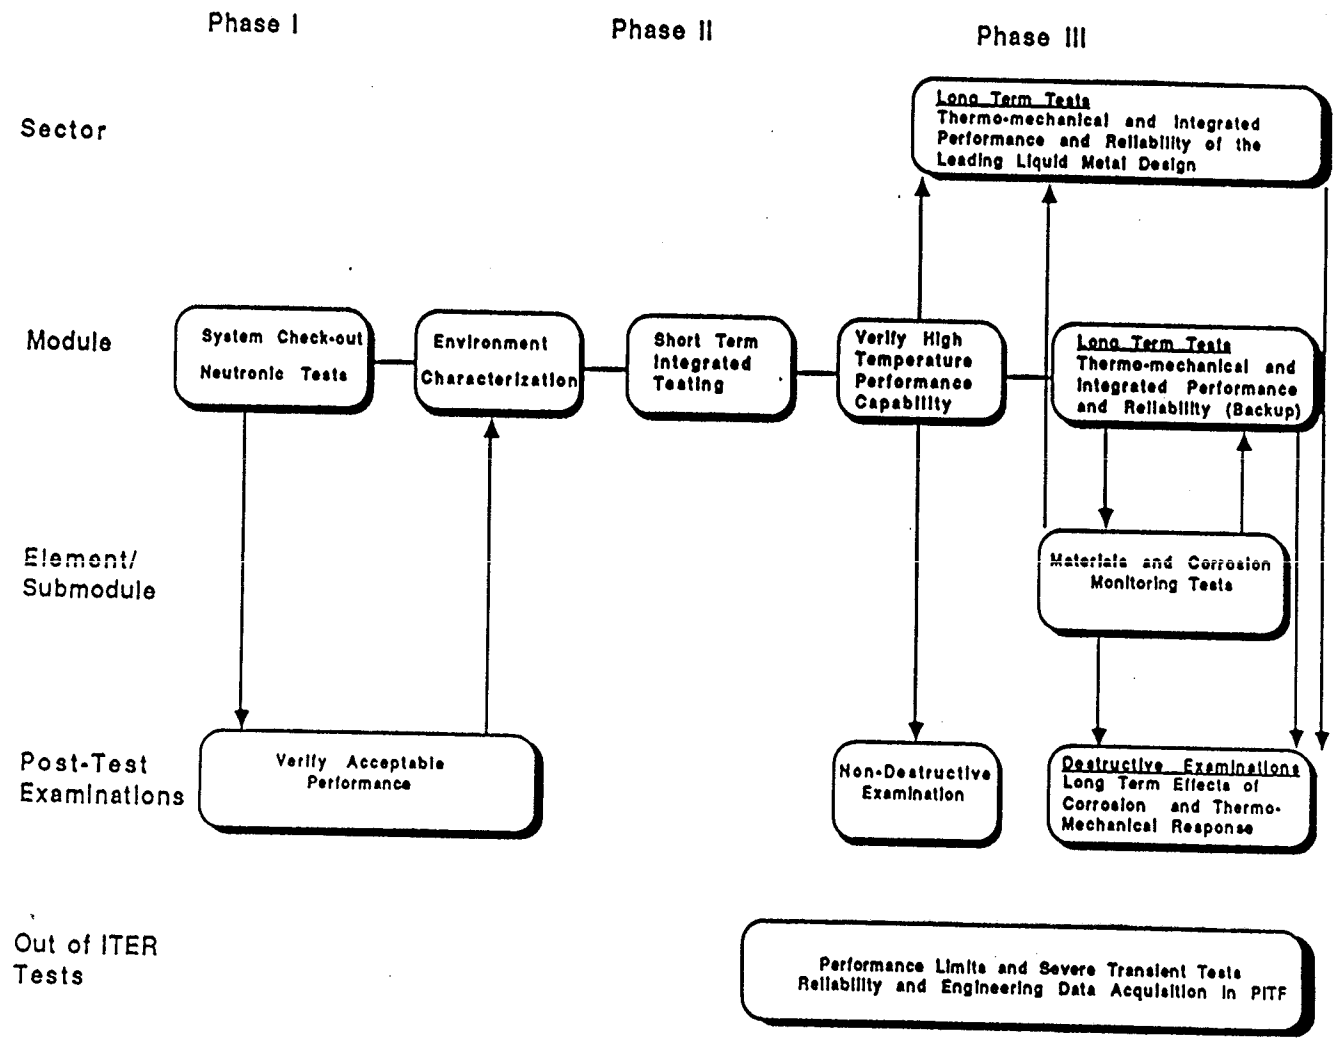 Phase I
Phase II
Phase III
Sector
Long Term Tests
Thermo-mechanical and Integrated
Performance and Reliability of the
Leading Liquid Metal Design
Module
System Check-out
Neutronic Tests
Environment
Characterization
Short Term
Integrated
Testing
Verify High
Temperature
Performance
Capability
Long Term Tests
Thermo-mechanical and
Integrated Performance
and Reliability (Backup)
Element/
Submodule
Materials and Corrosion
Monitoring Tests
Post-Test
Examinations
Verify Acceptable
Performance
Non-Destructive
Examination
Destructive Examinations
Long Term Effects of
Corrosion and Thermo-
Mechanical Response
Out of ITER
Tests
Performance Limits and Severe Transient Tests
Reliability and Engineering Data Acquisition in PITF